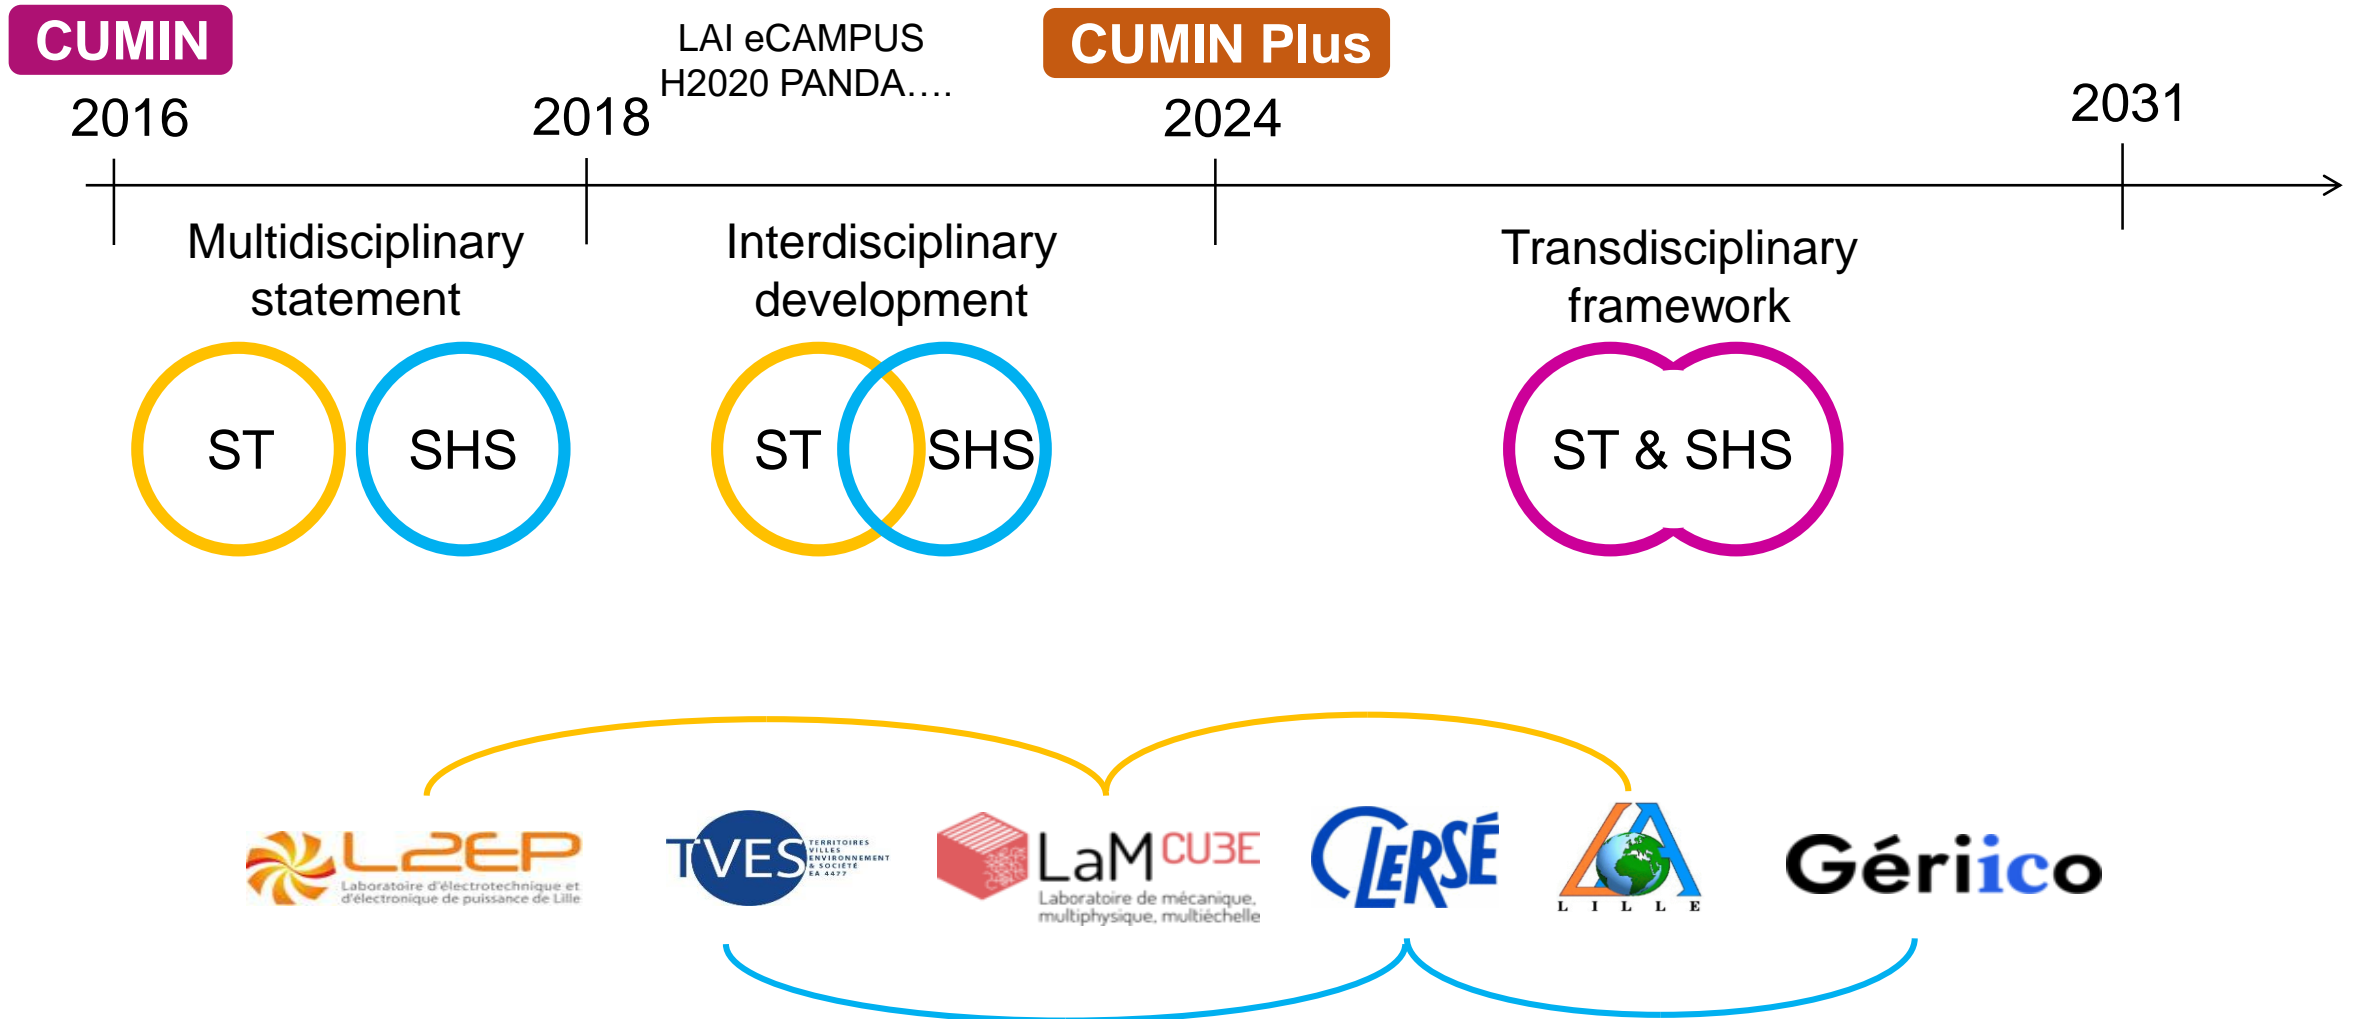 CUMIN
LAI eCAMPUS
H2020 PANDA....
CUMIN Plus
2016
2018
2024
2031
Multidisciplinary
statement
Interdisciplinary
development
Transdisciplinary
framework
ST
SHS
ST
SHS
ST & SHS
L2EP
Laboratoire d'électrotechnique et
d'électronique de puissance de Lille
TVES
TERRITOIRES
VILLES
ENVIRONNEMENT
& SOCIÉTÉ
EA 4477
LaM CU3E
Laboratoire de mécanique,
multiphysique, multiéchelle
CLERSÉ
LA
LILLE
Gériico